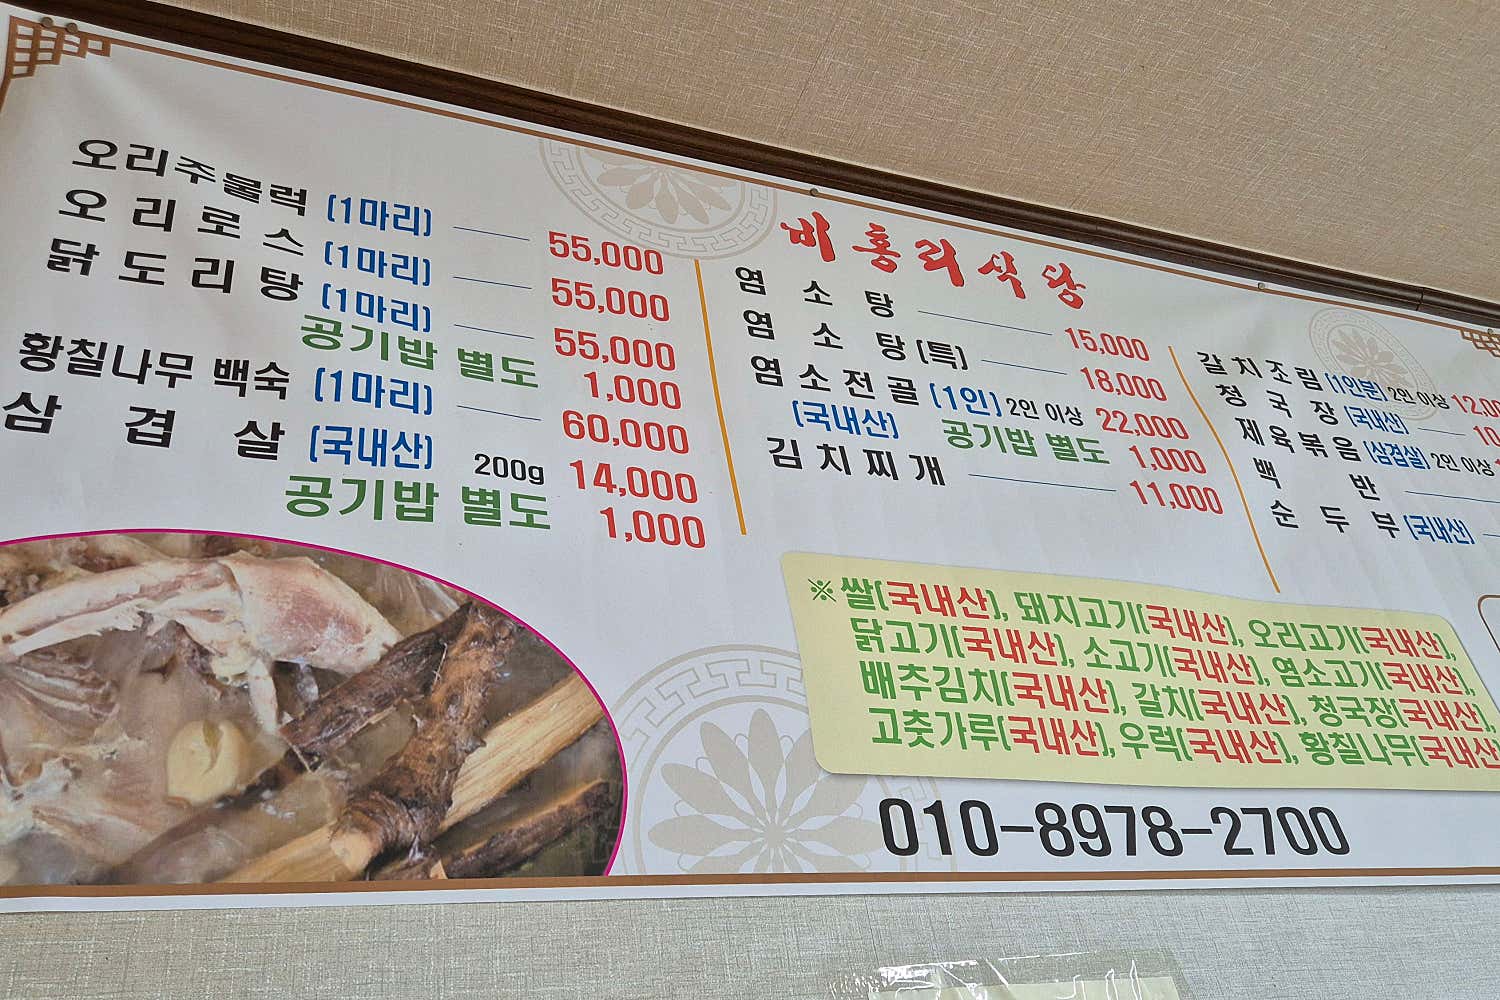 오리주물럭 (1마리) 55,000
오리로스 (1마리) 55,000
닭도리탕 (1마리) 55,000
공기밥 별도 1,000
황칠나무 백숙 (1마리) 60,000
삼겹살 (국내산) 200g 14,000
공기밥 별도 1,000
비홍리식당
염소탕 15,000
염소탕(특) 18,000
염소전골 (1인) 2인 이상 22,000
(국내산) 공기밥 별도 1,000
김치찌개 11,000
갈치조림 (1인분) 2인 이상
청국장 (국내산)
제육볶음 (삼겹살) 2인 이상
백반
순두부 (국내산)
※쌀(국내산), 돼지고기(국내산), 오리고기(국내산),
닭고기(국내산), 소고기(국내산), 염소고기(국내산),
배추김치(국내산), 갈치(국내산), 청국장(국내산),
고춧가루(국내산), 우럭(국내산), 황칠나무(국내산
010-8978-2700